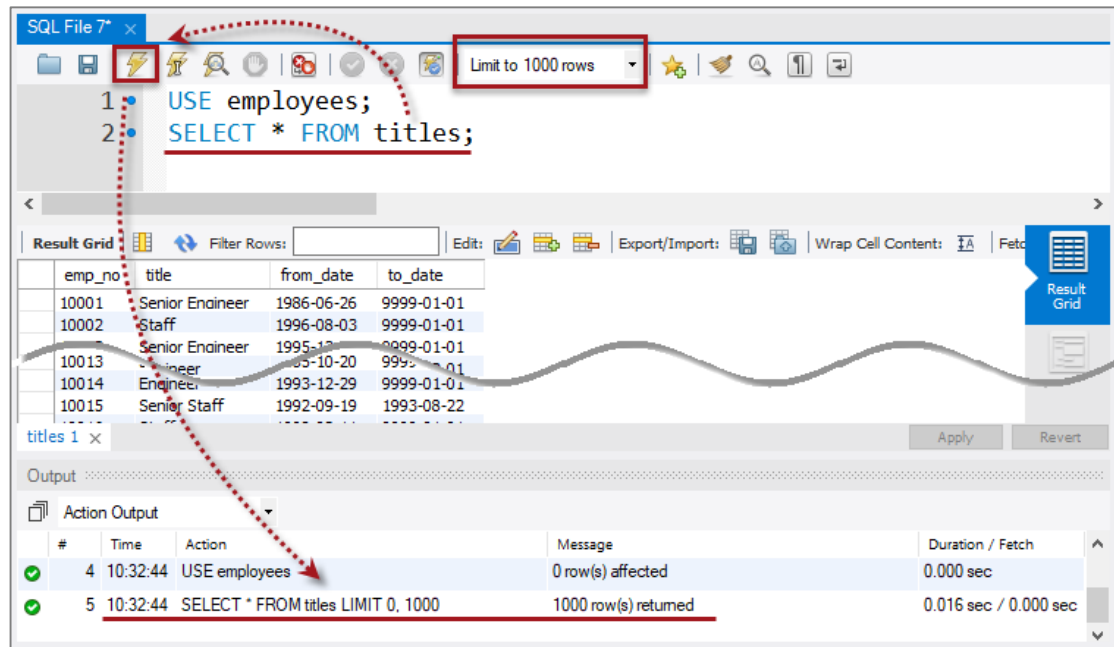 SQL File 7*
Limit to 1000 rows
1 USE employees;
2 SELECT * FROM titles;
Result Grid Filter Rows: Edit: Export/Import: Wrap Cell Content: Fetc
emp_no title from_date to_date
10001 Senior Engineer 1986-06-26 9999-01-01
10002 Staff 1996-08-03 9999-01-01
Senior Engineer 9999-01-01
10013
10014 Engineer 1993-12-29 9999-01-01
10015 Senior Staff 1992-09-19 1993-08-22
Result
Grid
titles 1 Apply Revert
Output
Action Output
# Time Action Message Duration / Fetch
4 10:32:44 USE employees 0 row(s) affected 0.000 sec
5 10:32:44 SELECT * FROM titles LIMIT 0, 1000 1000 row(s) returned 0.016 sec / 0.000 sec